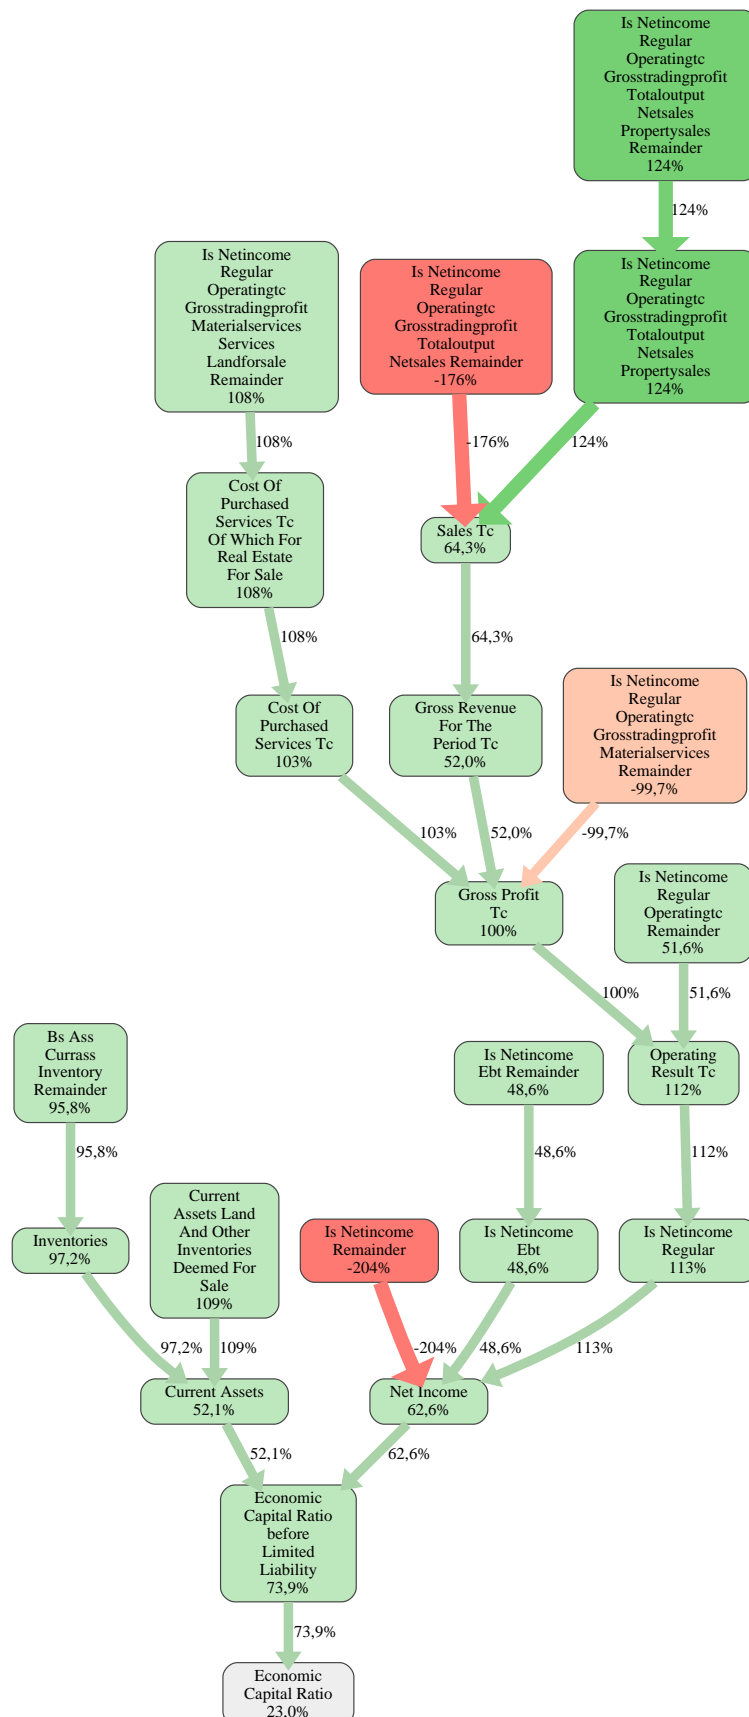 Is Netincome
Regular
Operatingtc
Grosstradingprofit
Totaloutput
Netsales
Propertysales
Remainder
124%
124%
Is Netincome
Regular
Operatingtc
Grosstradingprofit
Materialservices
Services
Landforsale
Remainder
108%
Is Netincome
Regular
Operatingtc
Grosstradingprofit
Totaloutput
Netsales Remainder
-176%
Is Netincome
Regular
Operatingtc
Grosstradingprofit
Totaloutput
Netsales
Propertysales
124%
108%
-176%
124%
Cost Of
Purchased
Services Tc
Of Which For
Real Estate
For Sale
108%
Sales Tc
64,3%
108%
64,3%
Cost Of
Purchased
Services Tc
103%
Gross Revenue
For The
Period Tc
52,0%
Is Netincome
Regular
Operatingtc
Grosstradingprofit
Materialservices
Remainder
-99,7%
103%
52,0%
-99,7%
Gross Profit
Tc
100%
Is Netincome
Regular
Operatingtc
Remainder
51,6%
100%
51,6%
Bs Ass
Currass
Inventory
Remainder
95,8%
Is Netincome
Ebt Remainder
48,6%
Operating
Result Tc
112%
95,8%
48,6%
112%
Inventories
97,2%
Current
Assets Land
And Other
Inventories
Deemed For
Sale
109%
Is Netincome
Remainder
-204%
Is Netincome
Ebt
48,6%
Is Netincome
Regular
113%
97,2%
109%
-204%
48,6%
113%
Current Assets
52,1%
Net Income
62,6%
52,1%
62,6%
Economic
Capital Ratio
before
Limited
Liability
73,9%
73,9%
Economic
Capital Ratio
23,0%